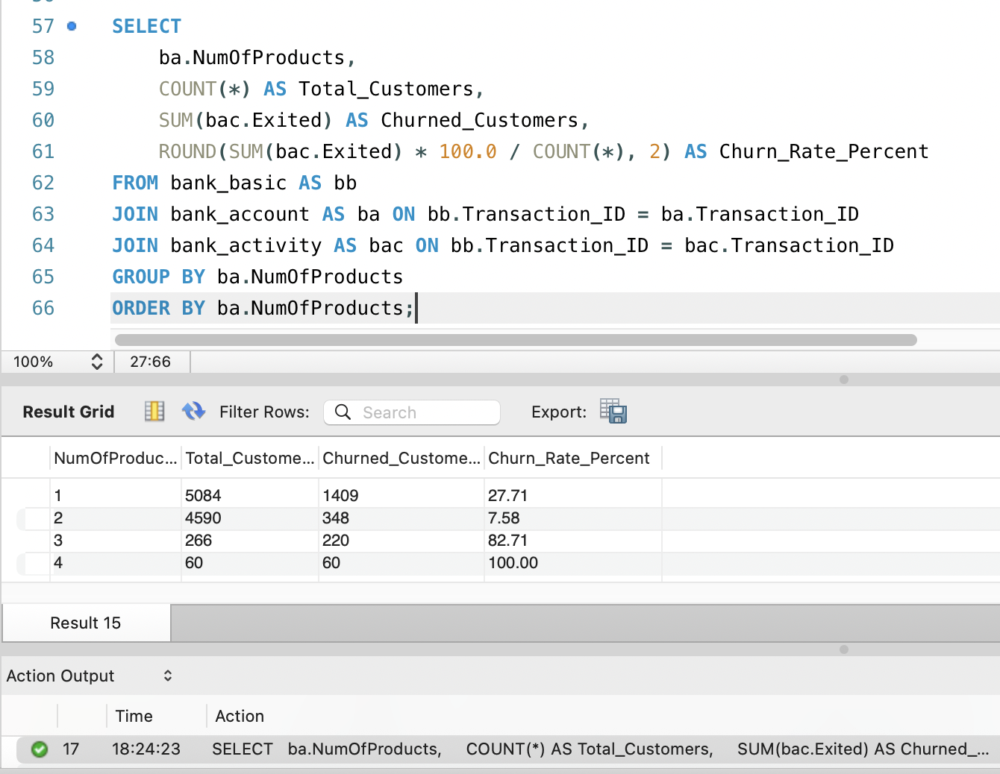 57 SELECT
58 ba.NumOfProducts,
59 COUNT(*) AS Total_Customers,
60 SUM(bac.Exited) AS Churned_Customers,
61 ROUND(SUM(bac.Exited) * 100.0 / COUNT(*), 2) AS Churn_Rate_Percent
62 FROM bank_basic AS bb
63 JOIN bank_account AS ba ON bb.Transaction_ID = ba.Transaction_ID
64 JOIN bank_activity AS bac ON bb.Transaction_ID = bac.Transaction_ID
65 GROUP BY ba.NumOfProducts
66 ORDER BY ba.NumOfProducts;
100% 27:66
Result Grid Filter Rows: Search Export:
NumOfProduc... Total_Custome... Churned_Custome... Churn_Rate_Percent
1 5084 1409 27.71
2 4590 348 7.58
3 266 220 82.71
4 60 60 100.00
Result 15
Action Output
Time Action
17 18:24:23 SELECT ba.NumOfProducts, COUNT(*) AS Total_Customers, SUM(bac.Exited) AS Churned_...